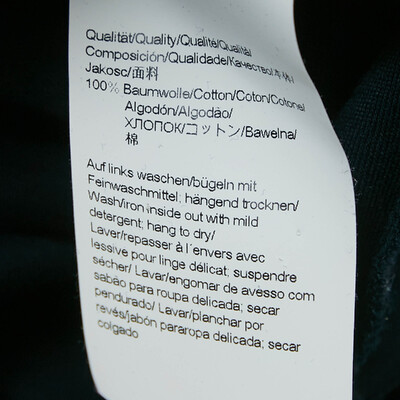 Qualität/Quality/Qualité/Qualità/
Composición/Qualidade/Качество/本体/
Jakosc/面料
100% Baumwolle/Cotton/Coton/Cotone/
Algodón/Algodão/
ХЛОПОК/コットン/Bawelna/
棉
Auf links waschen/bügeln mit
Feinwaschmittel; hängend trocknen/
Wash/iron inside out with mild
detergent; hang to dry/
Laver/repasser à l´envers avec
lessive pour linge délicat; suspendre
sécher/ Lavar/engomar de avesso com
sabão para roupa delicada; secar
pendurado/ Lavar/planchar por
revés/jabón pararopa delicada; secar
colgado